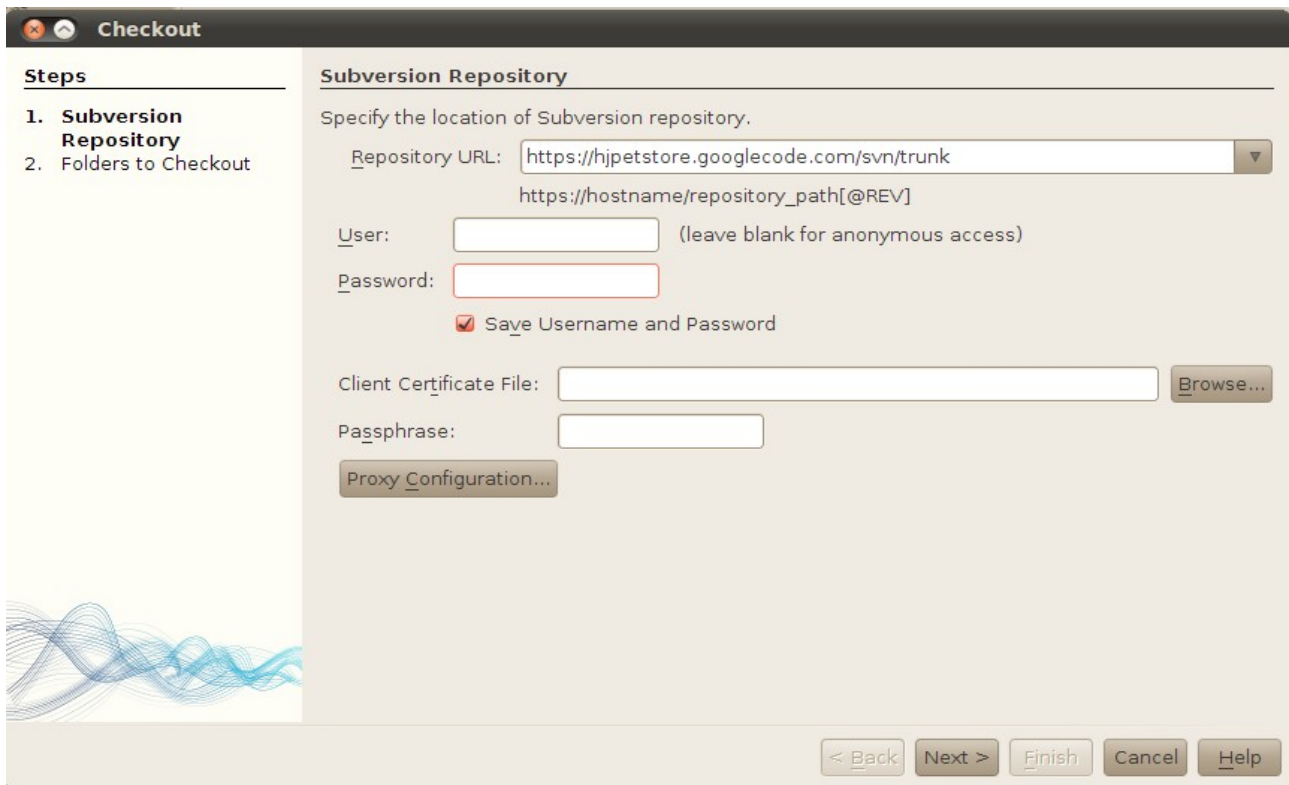 Checkout
Steps
1. Subversion
Repository
2. Folders to Checkout
Subversion Repository
Specify the location of Subversion repository.
Repository URL: https://hjpetstore.googlecode.com/svn/trunk
https://hostname/repository_path[@REV]
User: (leave blank for anonymous access)
Password:
Save Username and Password
Client Certificate File: Browse...
Passphrase:
Proxy Configuration...
< Back Next > Finish Cancel Help